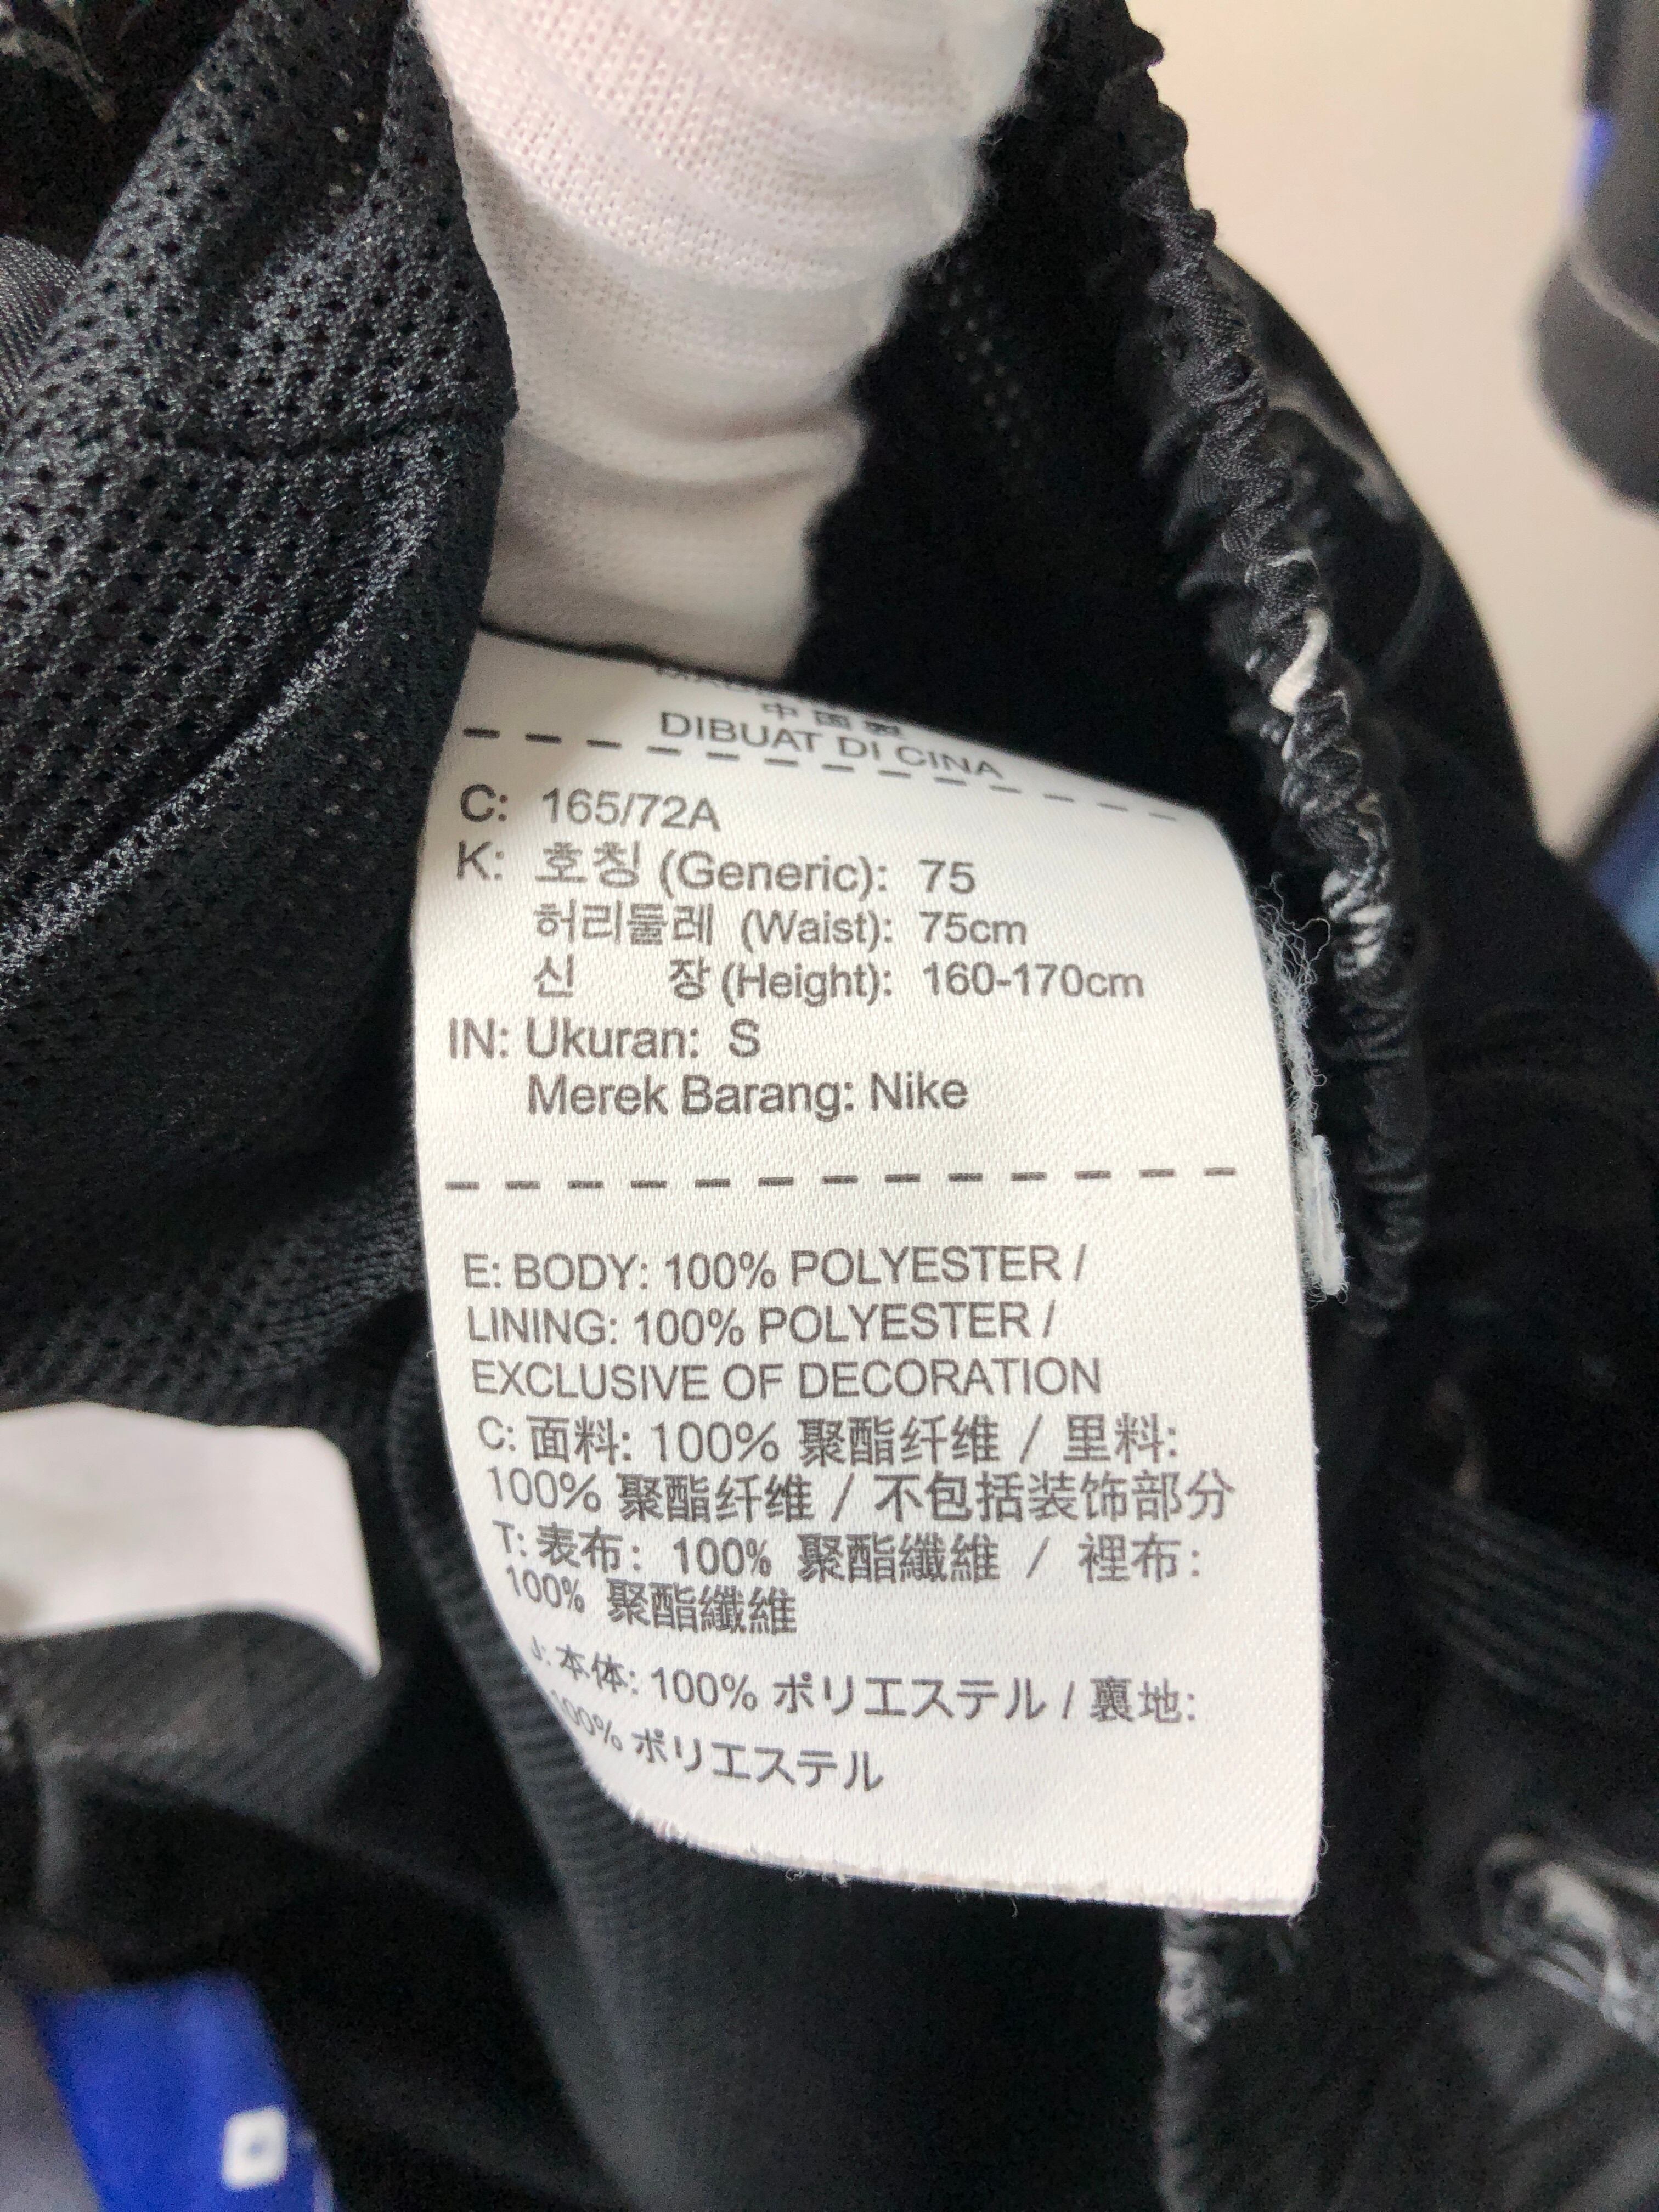 中国製
DIBUAT DI CINA
C: 165/72A
K: 호칭 (Generic): 75
허리둘레 (Waist): 75cm
신 장 (Height): 160-170cm
IN: Ukuran: S
Merek Barang: Nike
E: BODY: 100% POLYESTER /
LINING: 100% POLYESTER /
EXCLUSIVE OF DECORATION
C: 面料: 100% 聚酯纤维 / 里料:
100% 聚酯纤维 / 不包括装饰部分
T: 表布: 100% 聚酯纖維 / 裡布:
100% 聚酯纖維
J: 本体: 100% ポリエステル / 裏地:
100% ポリエステル